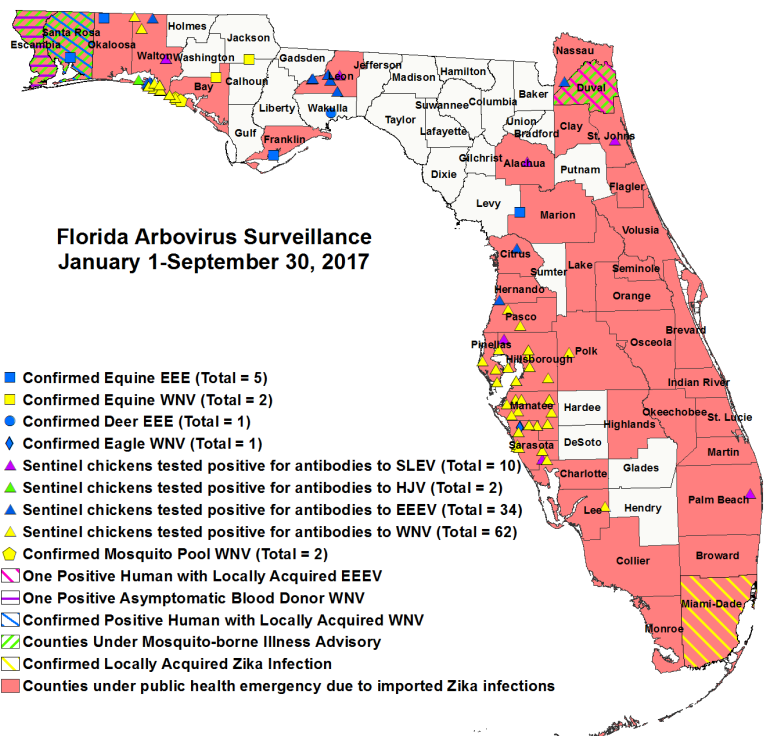 Holmes
Jackson
Santa Rosa
Escambia
Okaloosa
Walton
Washington
Gadsden
Jefferson
Leon
Nassau
Bay
Calhoun
Madison
Hamilton
Baker
Duval
Liberty
Wakulla
Suwannee
Columbia
Taylor
Union
Bradford
Clay
St. Johns
Gulf
Franklin
Lafayette
Gilchrist
Alachua
Putnam
Dixie
Flagler
Levy
Marion
Volusia
Florida Arbovirus Surveillance
January 1-September 30, 2017
Citrus
Sumter
Lake
Seminole
Hernando
Orange
Pasco
Brevard
Pinellas
Hillsborough
Polk
Osceola
Indian River
Manatee
Hardee
Highlands
Okeechobee
St. Lucie
Sarasota
DeSoto
Martin
Charlotte
Glades
Lee
Hendry
Palm Beach
Collier
Broward
Miami-Dade
Monroe
Confirmed Equine EEE (Total = 5)
Confirmed Equine WNV (Total = 2)
Confirmed Deer EEE (Total = 1)
Confirmed Eagle WNV (Total = 1)
Sentinel chickens tested positive for antibodies to SLEV (Total = 10)
Sentinel chickens tested positive for antibodies to HJV (Total = 2)
Sentinel chickens tested positive for antibodies to EEEV (Total = 34)
Sentinel chickens tested positive for antibodies to WNV (Total = 62)
Confirmed Mosquito Pool WNV (Total = 2)
One Positive Human with Locally Acquired EEEV
One Positive Asymptomatic Blood Donor WNV
Confirmed Positive Human with Locally Acquired WNV
Counties Under Mosquito-borne Illness Advisory
Confirmed Locally Acquired Zika Infection
Counties under public health emergency due to imported Zika infections